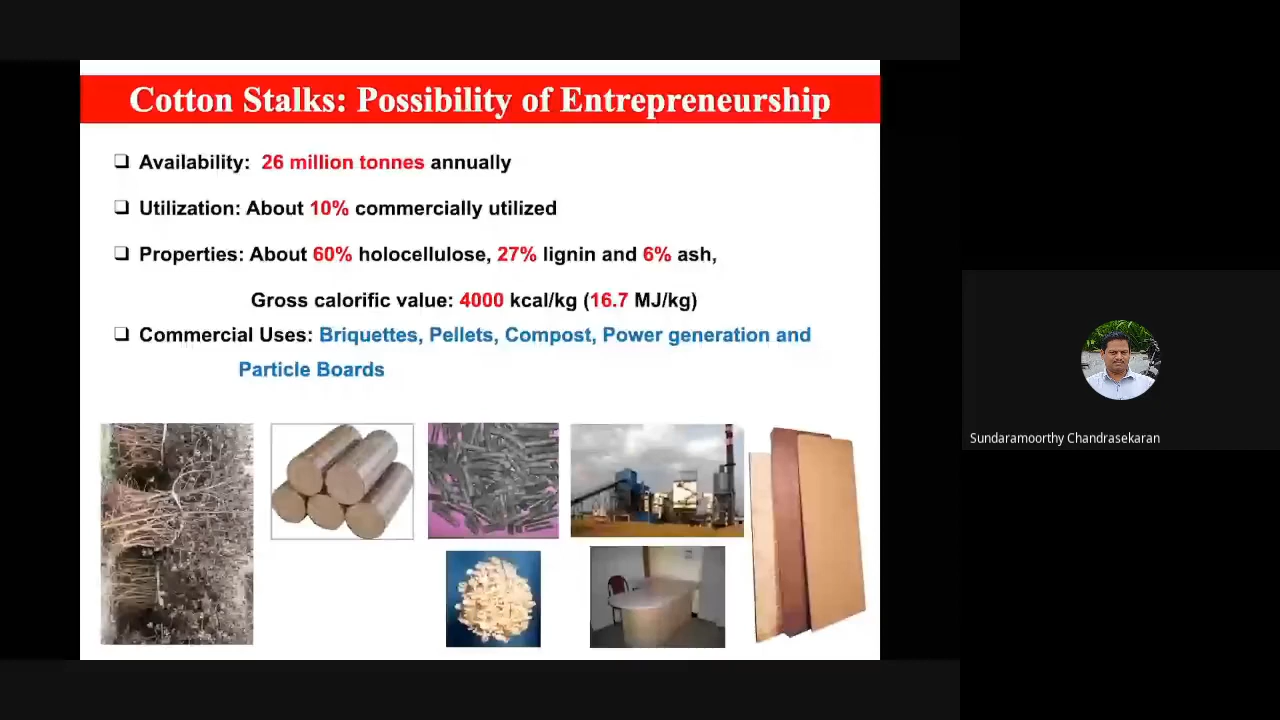 Cotton Stalks: Possibility of Entrepreneurship
❑ Availability: 26 million tonnes annually
❑ Utilization: About 10% commercially utilized
❑ Properties: About 60% holocellulose, 27% lignin and 6% ash,
Gross calorific value: 4000 kcal/kg (16.7 MJ/kg)
❑ Commercial Uses: Briquettes, Pellets, Compost, Power generation and
Particle Boards
Sundaramoorthy Chandrasekaran